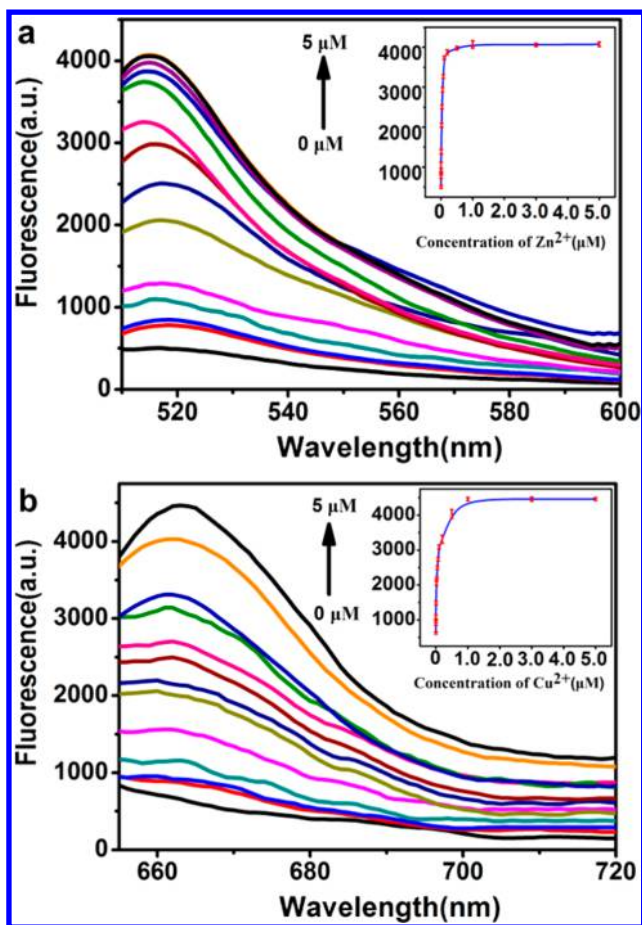 a
5 μM
0 μM
Fluorescence(a.u.)
4000
3000
2000
1000
0
520 540 560 580 600
Wavelength(nm)
4000
3000
2000
1000
0 1.0 2.0 3.0 4.0 5.0
Concentration of Zn2+(μM)
b
5 μM
0 μM
Fluorescence(a.u.)
4000
3000
2000
1000
0
660 680 700 720
Wavelength(nm)
4000
3000
2000
1000
0 1.0 2.0 3.0 4.0 5.0
Concentration of Cu2+(μM)